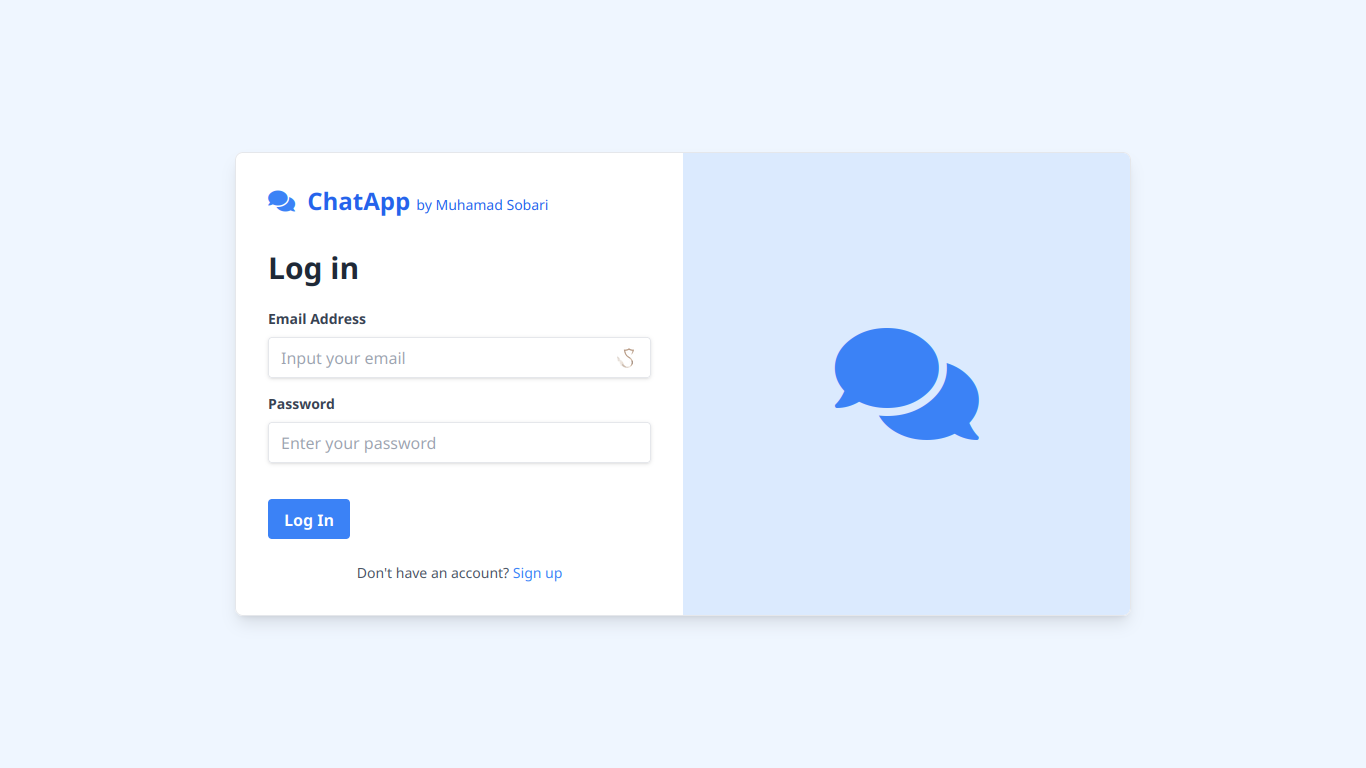 ChatApp by Muhamad Sobari
Log in
Email Address
Input your email
Password
Enter your password
Log In
Don't have an account? Sign up